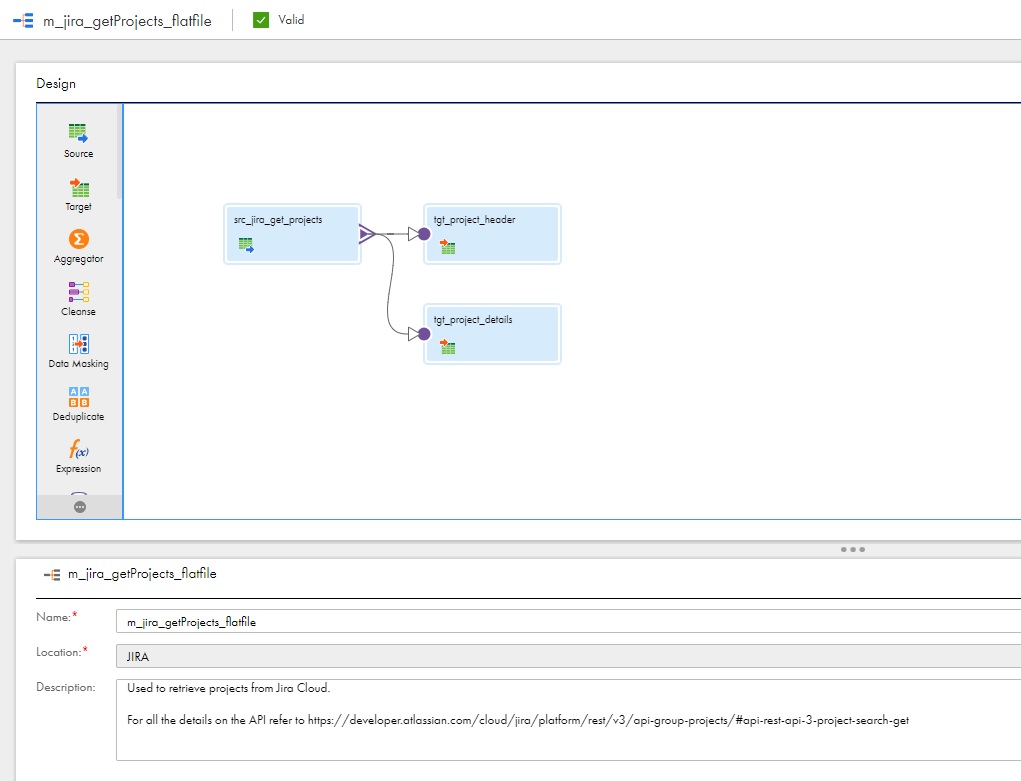 m_jira_getProjects_flatfile
Valid
Design
Source
Target
Aggregator
Cleanse
Data Masking
Deduplicate
Expression
src_jira_get_projects
tgt_project_header
tgt_project_details
m_jira_getProjects_flatfile
Name:*
m_jira_getProjects_flatfile
Location:*
JIRA
Description:
Used to retrieve projects from Jira Cloud.
For all the details on the API refer to https://developer.atlassian.com/cloud/jira/platform/rest/v3/api-group-projects/#api-rest-api-3-project-search-get